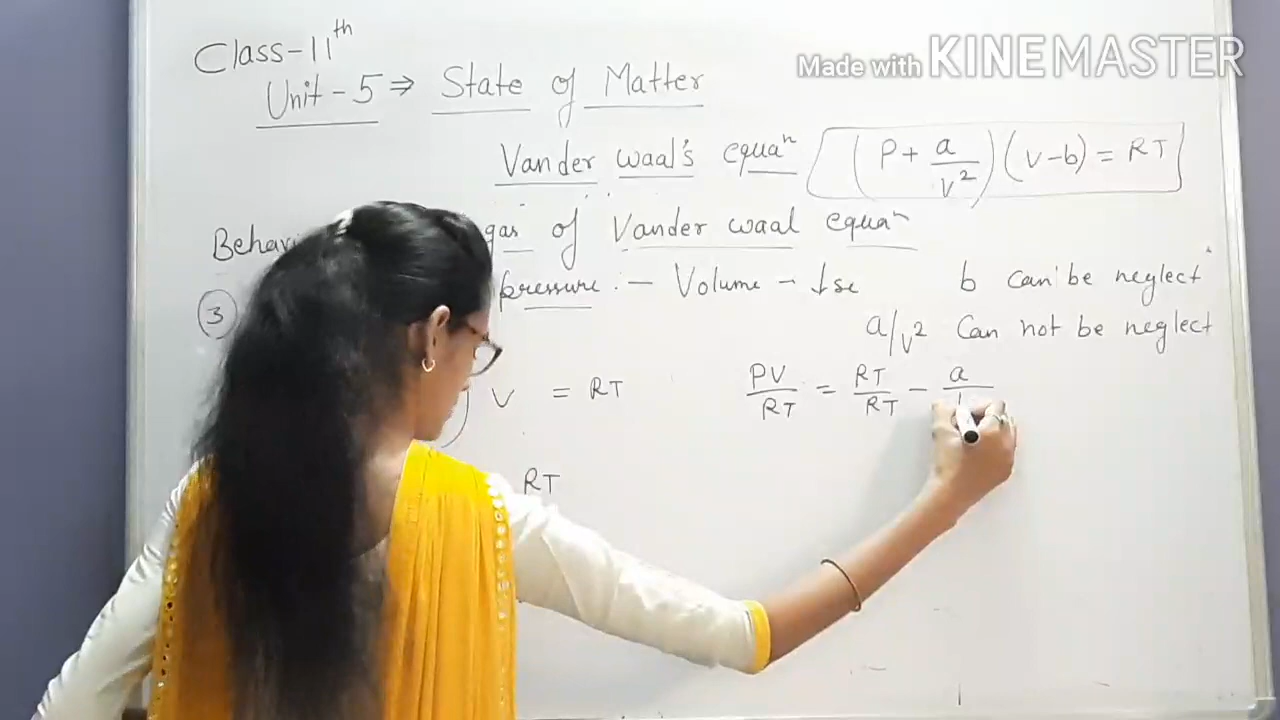 Class-11th
Made with KINEMASTER
Unit-5 ⇒ State of Matter
Vander waal's equaⁿ (P + a/v²)(v-b) = RT
gas of Vander waal equaⁿ
③ pressure :- Volume - ↓se b can be neglect
a/v² Can not be neglect
) V = RT PV/RT = RT/RT - a
RT